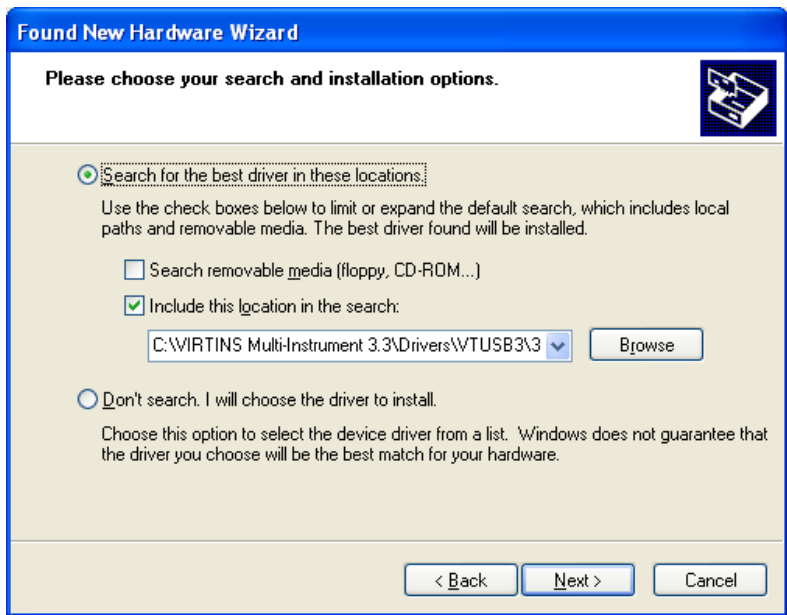 Found New Hardware Wizard
Please choose your search and installation options.
Search for the best driver in these locations.
Use the check boxes below to limit or expand the default search, which includes local
paths and removable media. The best driver found will be installed.
Search removable media (floppy, CD-ROM...)
Include this location in the search:
C:\VIRTINS Multi-Instrument 3.3\Drivers\VTUSB3\3
Browse
Don't search. I will choose the driver to install.
Choose this option to select the device driver from a list. Windows does not guarantee that
the driver you choose will be the best match for your hardware.
< Back
Next >
Cancel